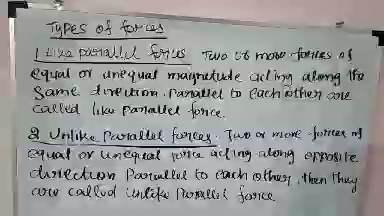 Types of forces
1 Like parallel forces Two or more forces of
equal or unequal magnitude acting along the
same direction. parallel to each other are
called like parallel force.
2 Unlike parallel forces. Two or more forces of
equal or unequal force acting along opposite
direction parallel to each other. then they
are called unlike parallel force